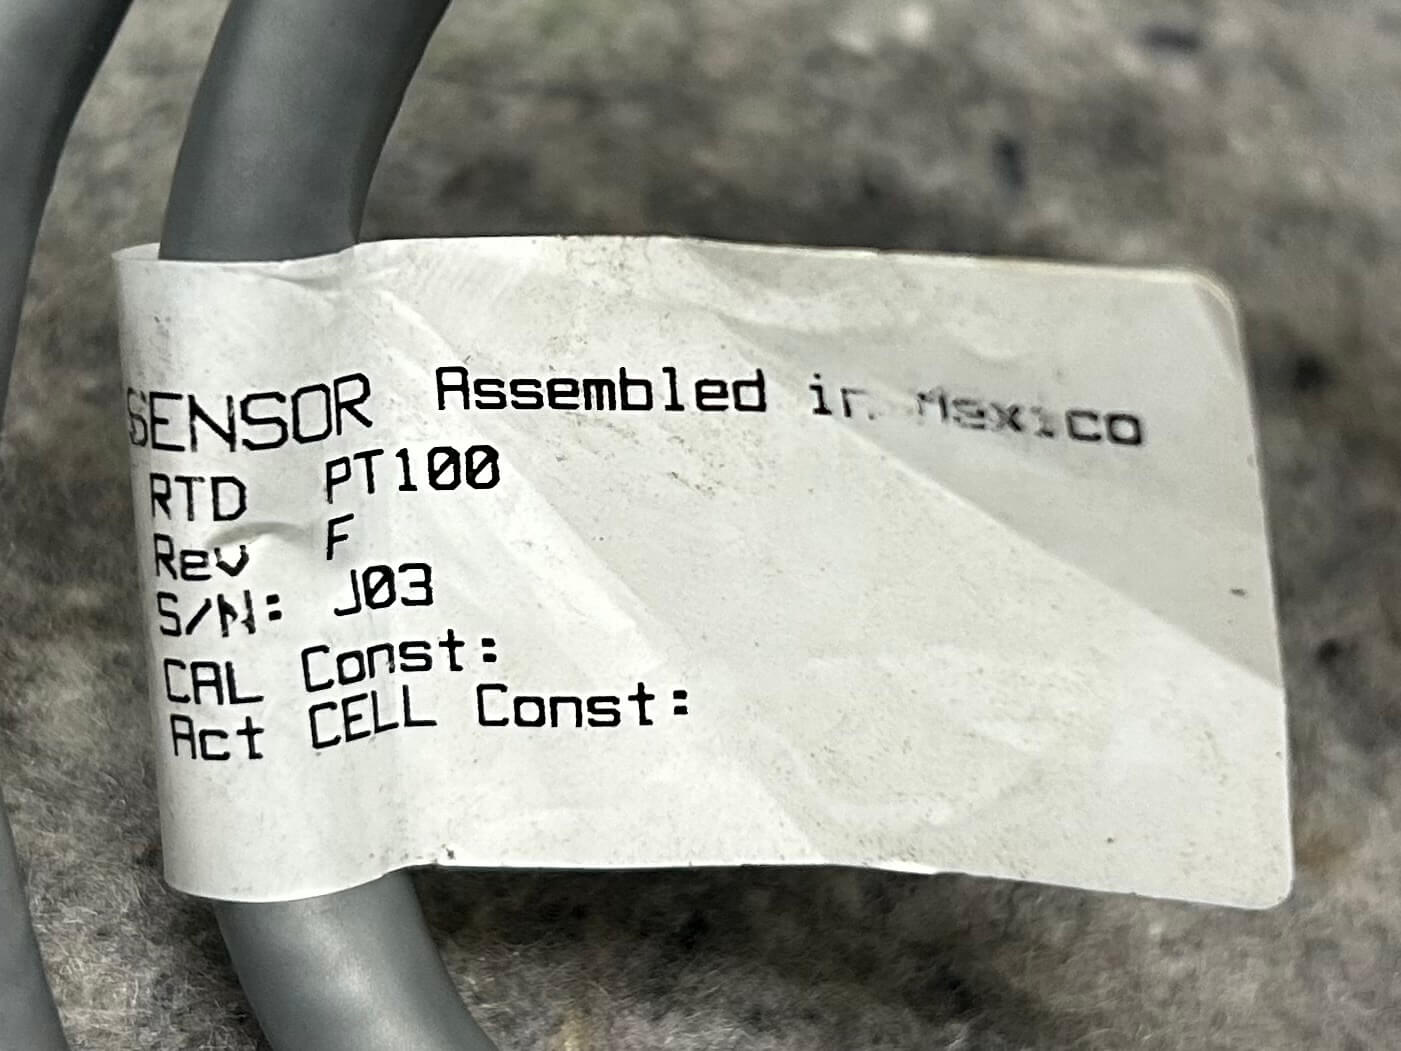 SENSOR Assembled in Mexico
RTD PT100
Rev F
S/N: J03
CAL Const:
Act CELL Const: